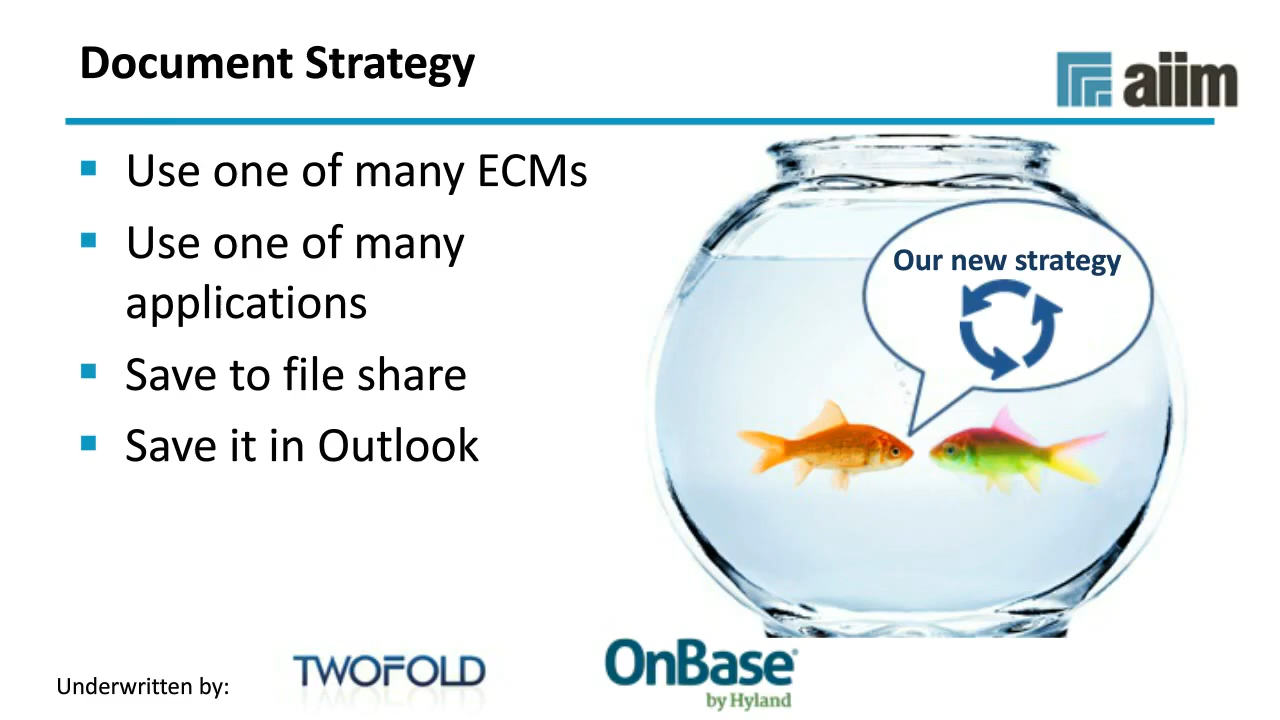 Document Strategy
aiim
Use one of many ECMs
Use one of many
applications
Save to file share
Save it in Outlook
Our new strategy
Underwritten by:
TWOFOLD
OnBase®
by Hyland